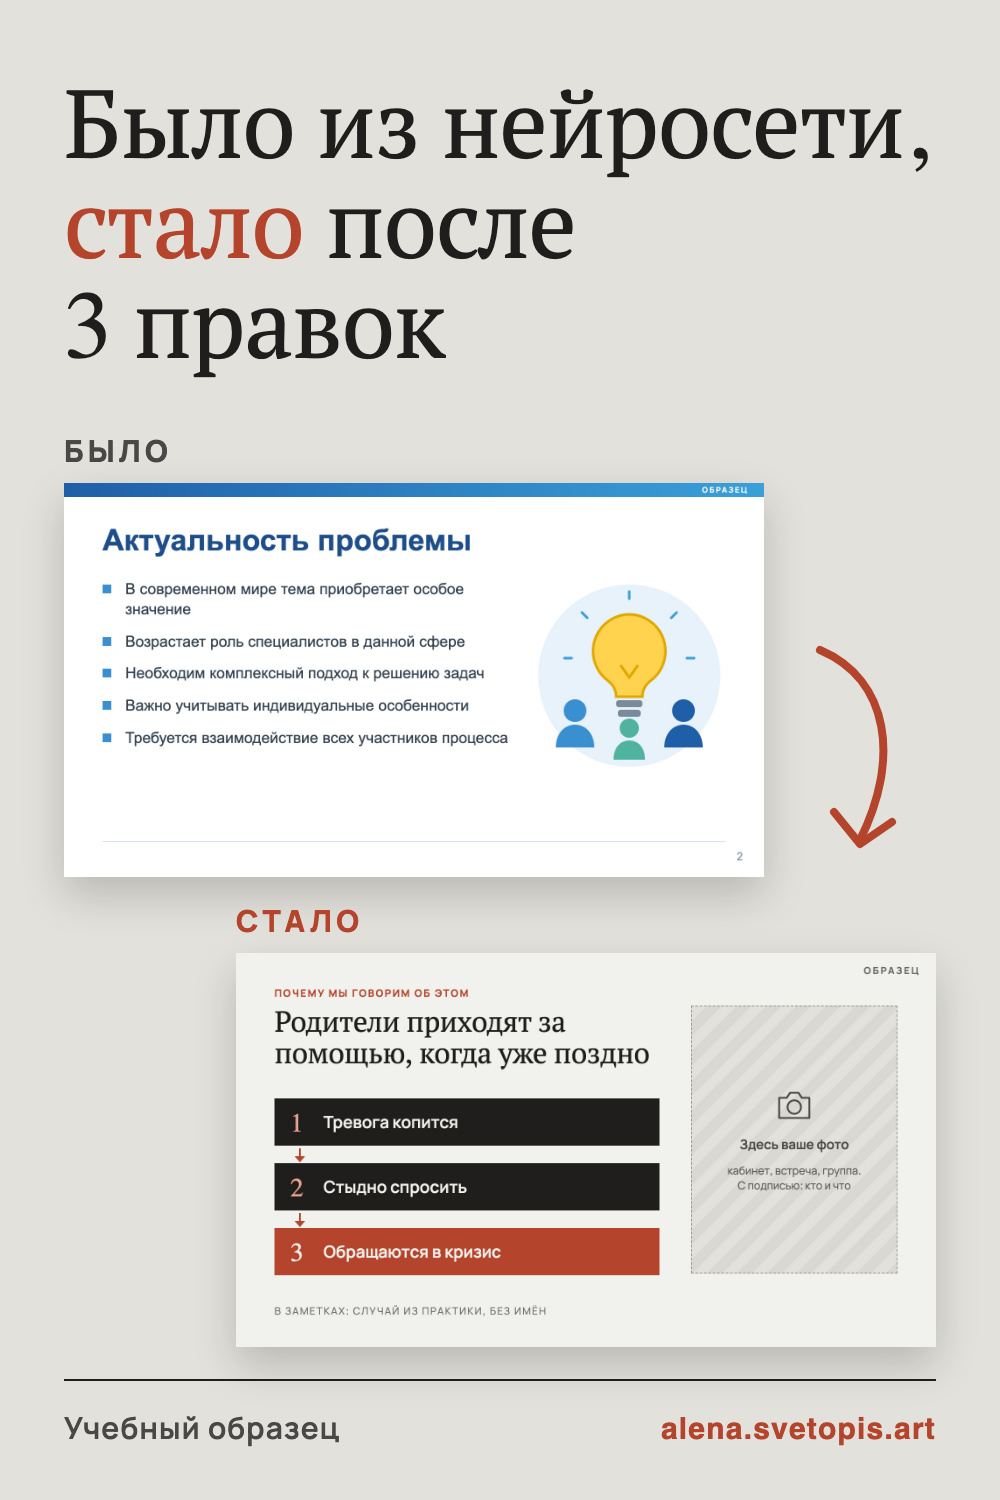 Было из нейросети,
стало после
3 правок
БЫЛО
ОБРАЗЕЦ
Актуальность проблемы
В современном мире тема приобретает особое
значение
Возрастает роль специалистов в данной сфере
Необходим комплексный подход к решению задач
Важно учитывать индивидуальные особенности
Требуется взаимодействие всех участников процесса
2
СТАЛО
ОБРАЗЕЦ
ПОЧЕМУ МЫ ГОВОРИМ ОБ ЭТОМ
Родители приходят за
помощью, когда уже поздно
1 Тревога копится
2 Стыдно спросить
3 Обращаются в кризис
Здесь ваше фото
кабинет, встреча, группа.
С подписью: кто и что
В ЗАМЕТКАХ: СЛУЧАЙ ИЗ ПРАКТИКИ, БЕЗ ИМЁН
Учебный образец
alena.svetopis.art